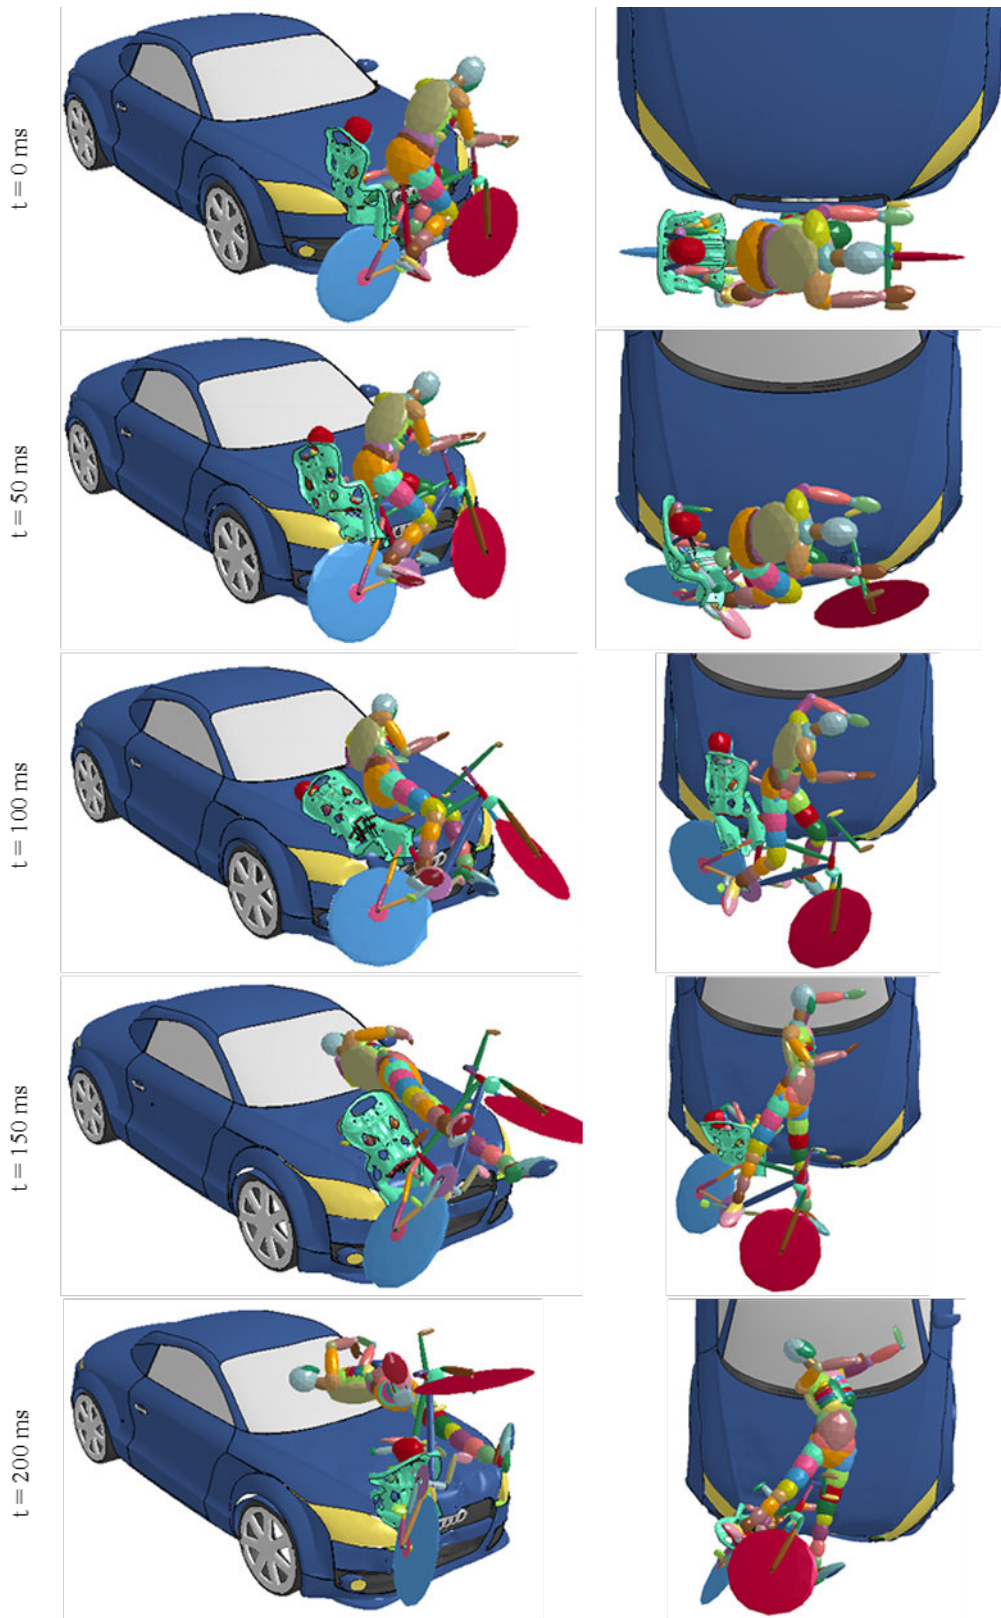 t = 0 ms
t = 50 ms
t = 100 ms
t = 150 ms
t = 200 ms